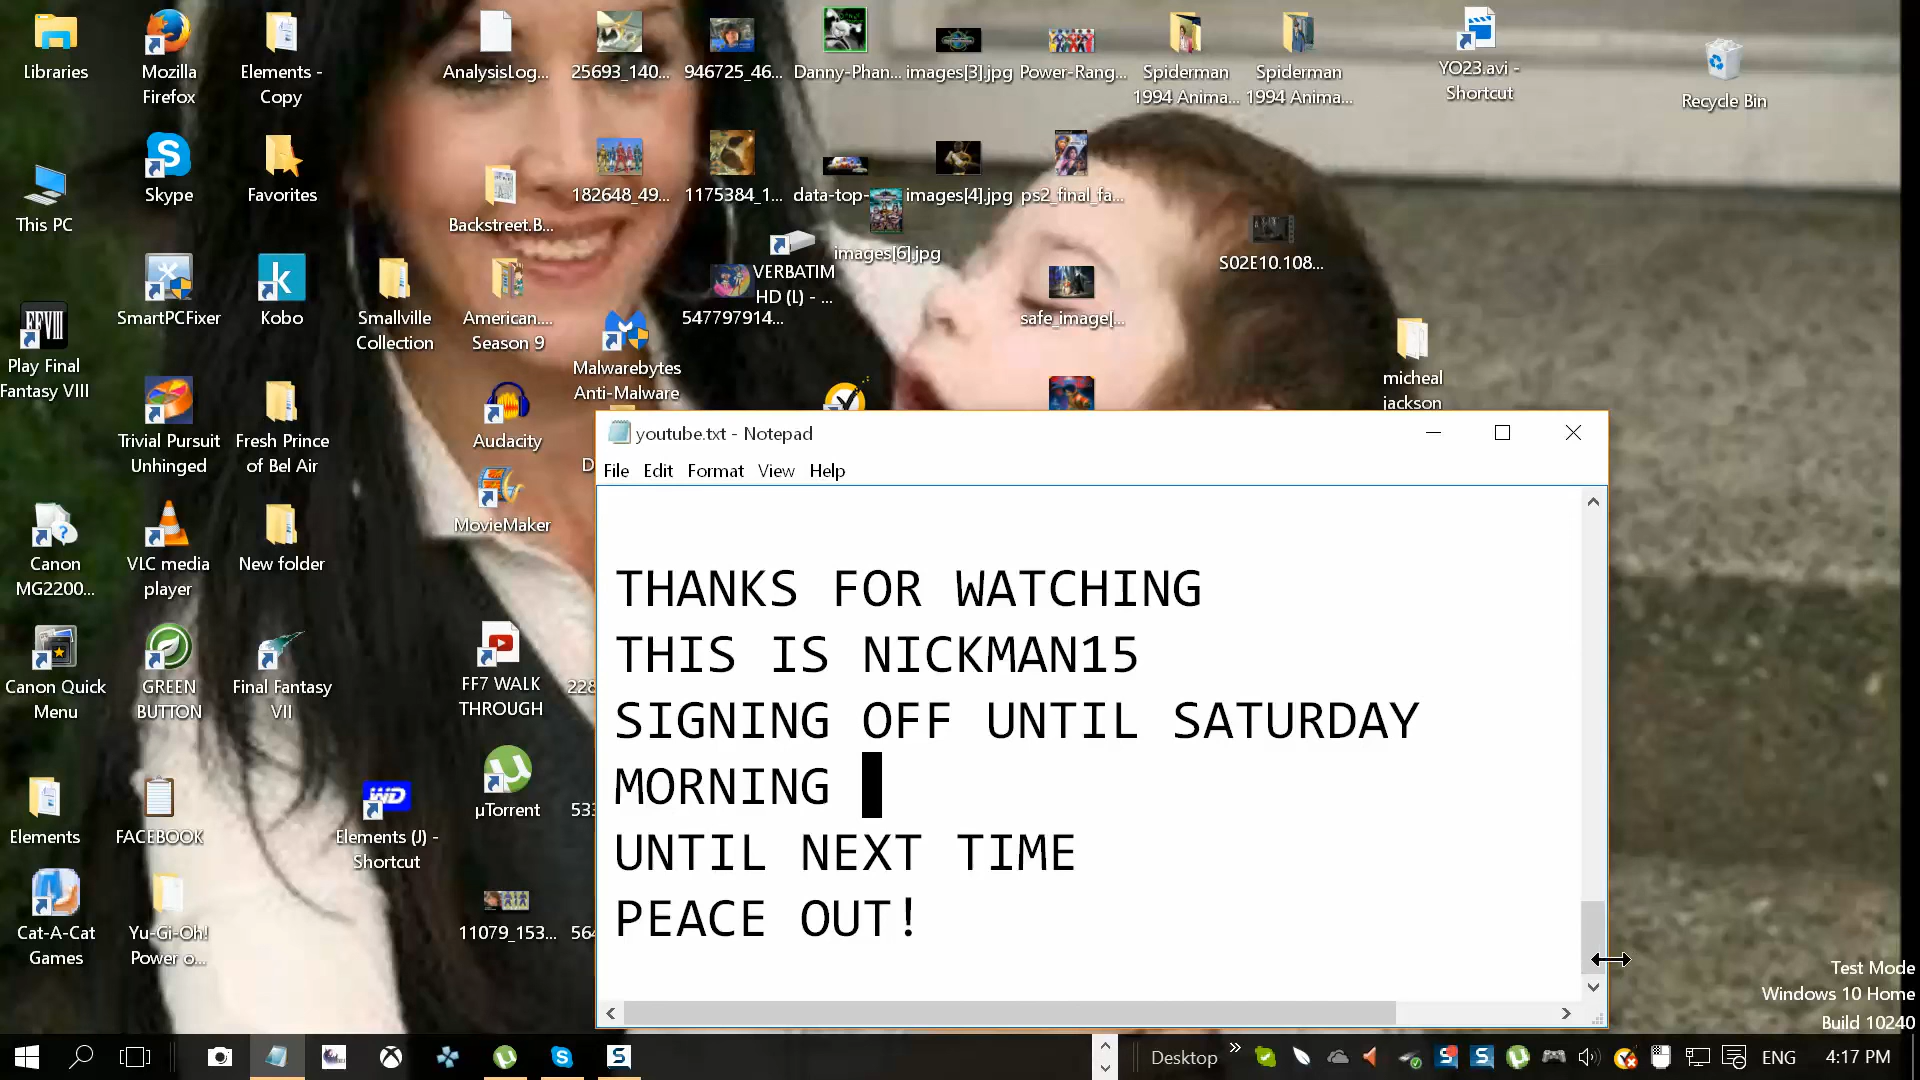 Libraries
Mozilla
Firefox
Elements -
Copy
AnalysisLog...
25693_140...
946725_46...
Danny-Phan...
images[3].jpg
Power-Rang...
Spiderman
1994 Anima...
Spiderman
1994 Anima...
YO23.avi -
Shortcut
Recycle Bin
This PC
Skype
Favorites
Backstreet.B...
182648_49...
1175384_1...
data-top-
images[4].jpg
ps2_final_fa...
images[6].jpg
S02E10.108...
Play Final
Fantasy VIII
SmartPCFixer
Kobo
Smallville
Collection
American....
Season 9
Malwarebytes
Anti-Malware
547797914...
VERBATIM
HD (L) - ...
safe_image[...
micheal
jackson
Trivial Pursuit
Unhinged
Fresh Prince
of Bel Air
Audacity
MovieMaker
Canon
MG2200...
VLC media
player
New folder
Canon Quick
Menu
GREEN
BUTTON
Final Fantasy
VII
FF7 WALK
THROUGH
228
Elements
FACEBOOK
WD
Elements (J) -
Shortcut
µTorrent
533
Cat-A-Cat
Games
Yu-Gi-Oh!
Power o...
11079_153...
564
youtube.txt - Notepad
File Edit Format View Help
THANKS FOR WATCHING
THIS IS NICKMAN15
SIGNING OFF UNTIL SATURDAY
MORNING
UNTIL NEXT TIME
PEACE OUT!
Test Mode
Windows 10 Home
Build 10240
Desktop
ENG
4:17 PM